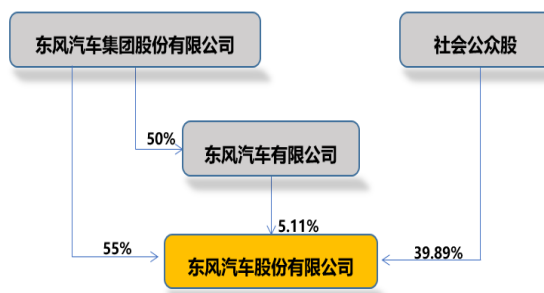 东风汽车集团股份有限公司
社会公众股
50%
东风汽车有限公司
5.11%
55%
39.89%
东风汽车股份有限公司